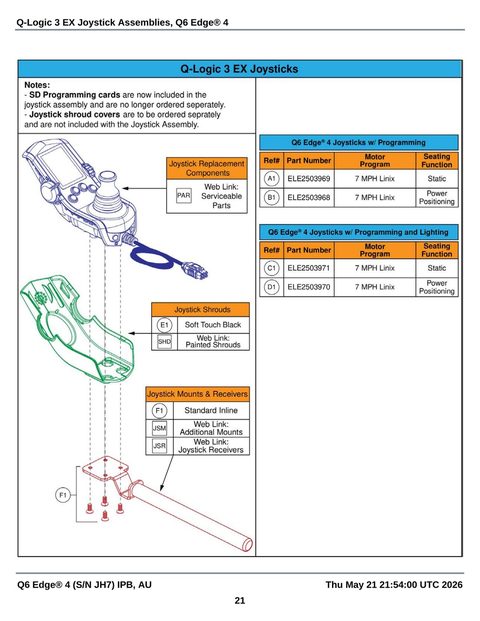 Q-Logic 3 EX Joystick Assemblies, Q6 Edge® 4
Q-Logic 3 EX Joysticks
Notes:
- SD Programming cards are now included in the
joystick assembly and are no longer ordered seperately.
- Joystick shroud covers are to be ordered seprately
and are not included with the Joystick Assembly.
Joystick Replacement
Components
PAR
Web Link:
Serviceable
Parts
Q6 Edge® 4 Joysticks w/ Programming
Ref# Part Number Motor Program Seating Function
A1 ELE2503969 7 MPH Linix Static
B1 ELE2503968 7 MPH Linix Power Positioning
Q6 Edge® 4 Joysticks w/ Programming and Lighting
Ref# Part Number Motor Program Seating Function
C1 ELE2503971 7 MPH Linix Static
D1 ELE2503970 7 MPH Linix Power Positioning
Joystick Shrouds
E1 Soft Touch Black
SHD Web Link:
Painted Shrouds
Joystick Mounts & Receivers
F1 Standard Inline
JSM Web Link:
Additional Mounts
JSR Web Link:
Joystick Receivers
F1
Q6 Edge® 4 (S/N JH7) IPB, AU Thu May 21 21:54:00 UTC 2026
21